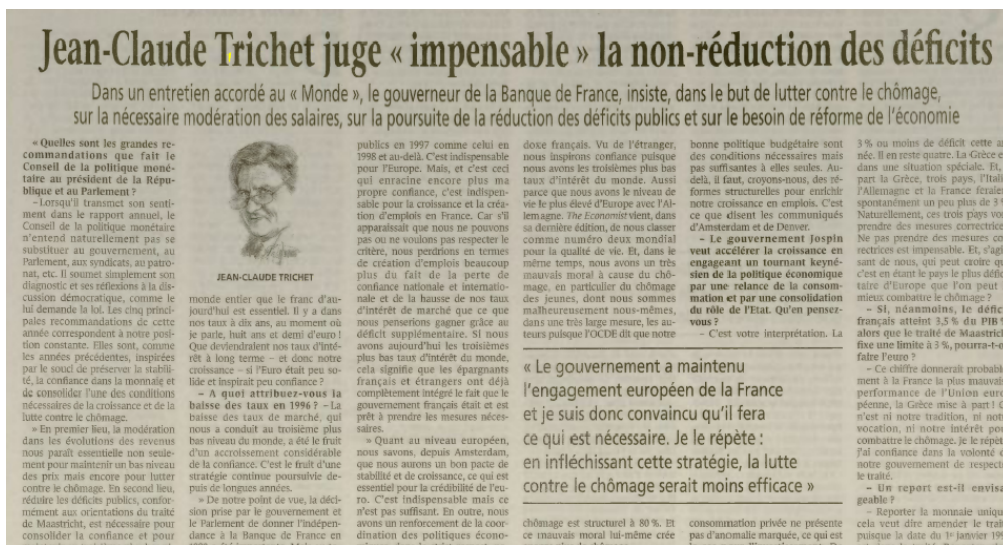 Jean-Claude Trichet juge « impensable » la non-réduction des déficits
Dans un entretien accordé au « Monde », le gouverneur de la Banque de France, insiste, dans le but de lutter contre le chômage,
sur la nécessaire modération des salaires, sur la poursuite de la réduction des déficits publics et sur le besoin de réforme de l'économie
« Quelles sont les grandes re-
commandations que fait le
Conseil de la politique moné-
taire au président de la Répu-
blique et au Parlement ?
– Lorsqu'il transmet son senti-
ment dans le rapport annuel, le
Conseil de la politique monétaire
n'entend naturellement pas se
substituer au gouvernement, au
Parlement, aux syndicats, au patro-
nat, etc. Il soumet simplement son
diagnostic et ses réflexions à la dis-
cussion démocratique, comme le
lui demande la loi. Les cinq princi-
pales recommandations de cette
année correspondent à notre posi-
tion constante. Elles sont, comme
les années précédentes, inspirées
par le souci de préserver la stabili-
té, la confiance dans la monnaie et
de consolider l'une des conditions
nécessaires de la croissance et de la
lutte contre le chômage.
» En premier lieu, la modération
dans les évolutions des revenus
nous paraît essentielle non seule-
ment pour maintenir un bas niveau
des prix mais encore pour lutter
contre le chômage. En second lieu,
réduire les déficits publics, confor-
mément aux orientations du traité
de Maastricht, est nécessaire pour
consolider la confiance et pour
JEAN-CLAUDE TRICHET
monde entier que le franc d'au-
jourd'hui est essentiel. Il y a dans
nos taux à dix ans, au moment où
je parle, huit ans et demi d'euro !
Que deviendraient nos taux d'inté-
rêt à long terme – et donc notre
croissance – si l'Euro était peu so-
lide et inspirait peu confiance ?
– A quoi attribuez-vous la
baisse des taux en 1996 ? – La
baisse des taux de marché, qui
nous a conduit au troisième plus
bas niveau du monde, a été le fruit
d'un accroissement considérable
de la confiance. C'est le fruit d'une
stratégie continue poursuivie de-
puis de longues années.
» De notre point de vue, la déci-
sion prise par le gouvernement et
le Parlement de donner l'indépen-
dance à la Banque de France en
publics en 1997 comme celui en
1998 et au-delà. C'est indispensable
pour l'Europe. Mais, et c'est ceci
qui enracine encore plus ma
propre confiance, c'est indispen-
sable pour la croissance et la créa-
tion d'emplois en France. Car s'il
apparaissait que nous ne pouvons
pas ou ne voulons pas respecter le
critère, nous perdrions en termes
de création d'emplois beaucoup
plus du fait de la perte de
confiance nationale et internatio-
nale et de la hausse de nos taux
d'intérêt de marché que ce que
nous penserions gagner grâce au
déficit supplémentaire. Si nous
avons aujourd'hui les troisièmes
plus bas taux d'intérêt du monde,
cela signifie que les épargnants
français et étrangers ont déjà
complètement intégré le fait que le
gouvernement français était et est
prêt à prendre les mesures néces-
saires.
» Quant au niveau européen,
nous savons, depuis Amsterdam,
que nous aurons un bon pacte de
stabilité et de croissance, ce qui est
essentiel pour la crédibilité de l'eu-
ro. C'est indispensable mais ce
n'est pas suffisant. En outre, nous
avons un renforcement de la coor-
dination des politiques écono-
doxe français. Vu de l'étranger,
nous inspirons confiance puisque
nous avons les troisièmes plus bas
taux d'intérêt du monde. Aussi
parce que nous avons le niveau de
vie le plus élevé d'Europe avec l'Al-
lemagne. The Economist vient, dans
sa dernière édition, de nous classer
comme numéro deux mondial
pour la qualité de vie. Et, dans le
même temps, nous avons un très
mauvais moral à cause du chô-
mage, en particulier du chômage
des jeunes, dont nous sommes
malheureusement nous-mêmes,
dans une très large mesure, les au-
teurs puisque l'OCDE dit que notre
« Le gouvernement a maintenu
l'engagement européen de la France
et je suis donc convaincu qu'il fera
ce qui est nécessaire. Je le répète :
en infléchissant cette stratégie, la lutte
contre le chômage serait moins efficace »
chômage est structurel à 80 %. Et
ce mauvais moral lui-même crée
bonne politique budgétaire sont
des conditions nécessaires mais
pas suffisantes à elles seules. Au-
delà, il faut, croyons-nous, des ré-
formes structurelles pour enrichir
notre croissance en emplois. C'est
ce que disent les communiqués
d'Amsterdam et de Denver.
– Le gouvernement Jospin
veut accélérer la croissance en
engageant un tournant keyné-
sien de la politique économique
par une relance de la consom-
mation et par une consolidation
du rôle de l'Etat. Qu'en pensez-
vous ?
– C'est votre interprétation. La
consommation privée ne présente
pas d'anomalie marquée, ce qui est
3 % ou moins de déficit cette an
née. Il en reste quatre. La Grèce e
dans une situation spéciale. Et,
part la Grèce, trois pays, l'Itali
l'Allemagne et la France feraie
spontanément un peu plus de 3 %
Naturellement, ces trois pays vo
prendre des mesures correctrice
Ne pas prendre des mesures co
rectrices est impensable. Et, s'agi
sant de nous, qui peut croire qu
c'est en étant le pays le plus défic
taire d'Europe que l'on peut
mieux combattre le chômage ?
– Si, néanmoins, le défic
français atteint 3,5 % du PIB
alors que le traité de Maastric
fixe une limite à 3 %, pourra-t-o
faire l'euro ?
– Ce chiffre donnerait probable
ment à la France la plus mauvai
performance de l'Union euro
péenne, la Grèce mise à part ! C
n'est ni notre tradition, ni notr
vocation, ni notre intérêt pou
combattre le chômage. Je le répèt
j'ai confiance dans la volonté d
notre gouvernement de respect
le traité.
– Un report est-il envisa
geable ?
– Reporter la monnaie uniqu
cela veut dire amender le trait
puisque la date du 1er janvier 199